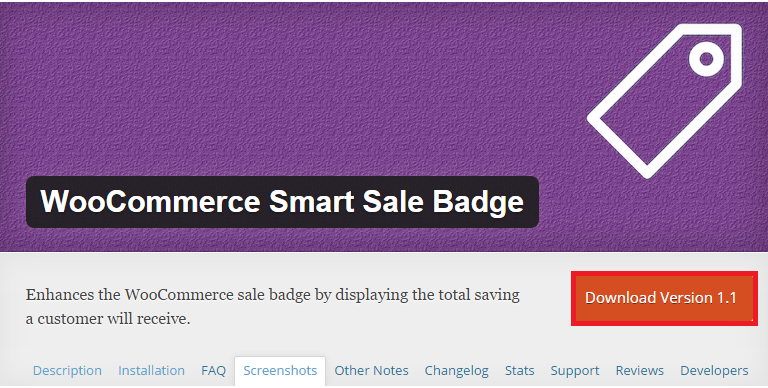 WooCommerce Smart Sale Badge
Enhances the WooCommerce sale badge by displaying the total saving
a customer will receive.
Download Version 1.1
Description Installation FAQ Screenshots Other Notes Changelog Stats Support Reviews Developers